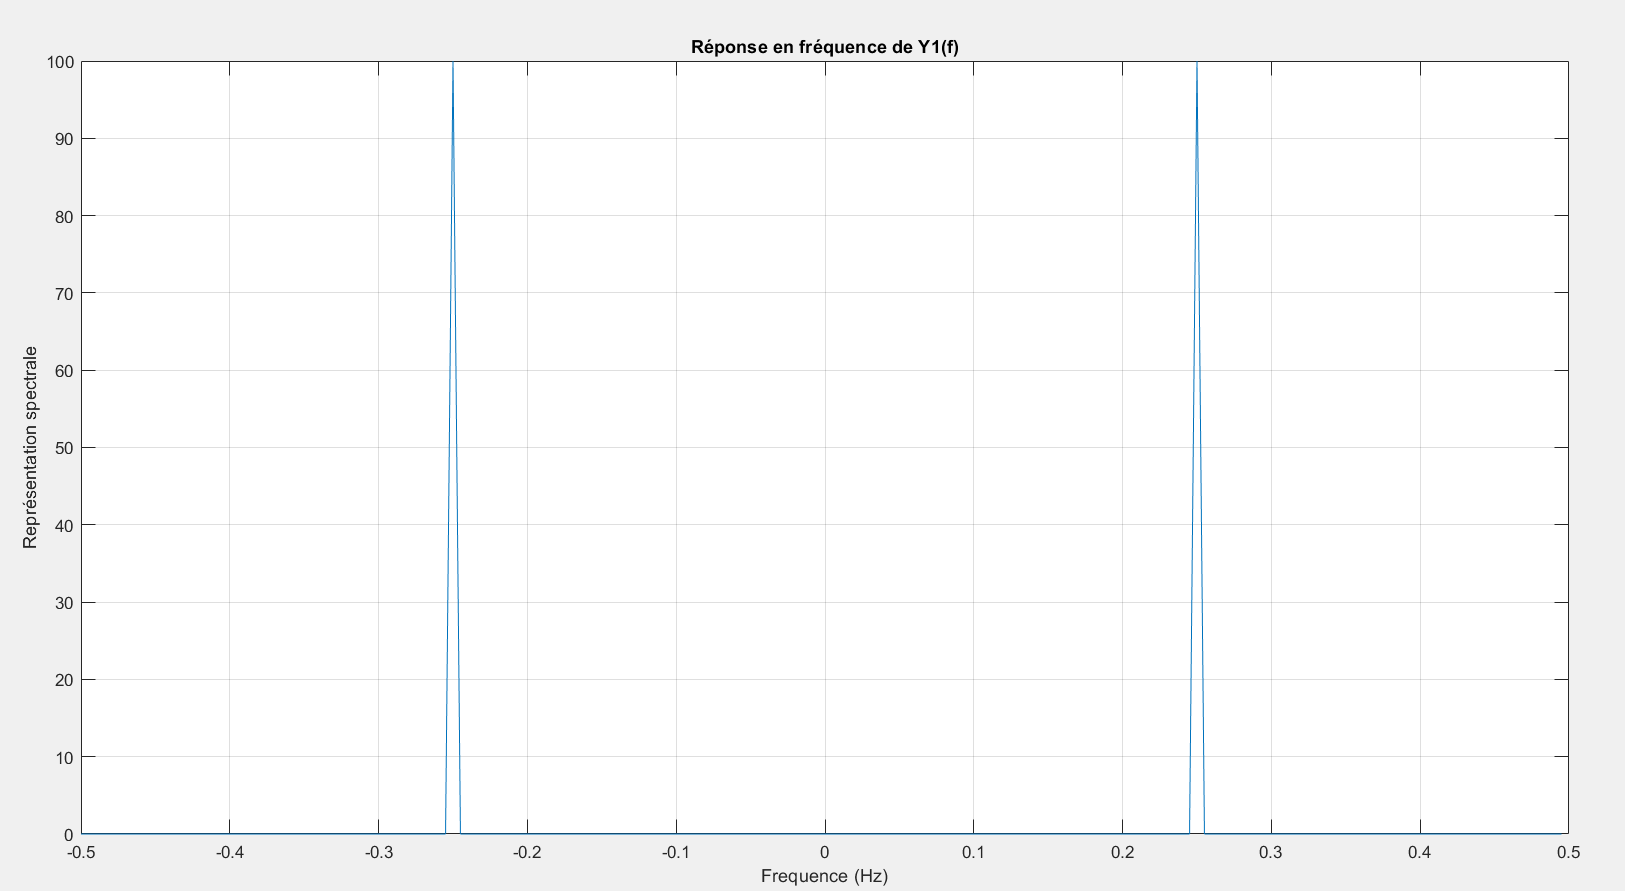 Réponse en fréquence de Y1(f)
100
90
80
70
60
50
40
30
20
10
0
Représentation spectrale
-0.5 -0.4 -0.3 -0.2 -0.1 0 0.1 0.2 0.3 0.4 0.5
Frequence (Hz)